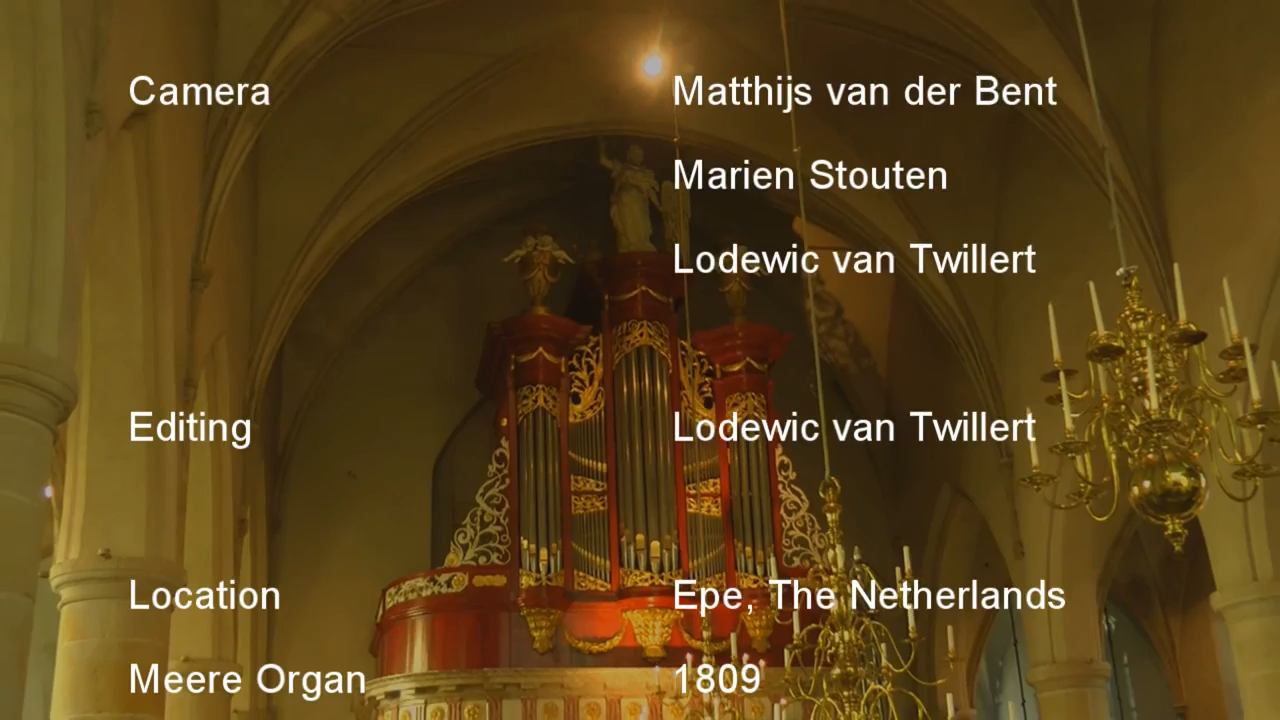 Camera Matthijs van der Bent
Marien Stouten
Lodewic van Twillert
Editing Lodewic van Twillert
Location Epe, The Netherlands
Meere Organ 1809